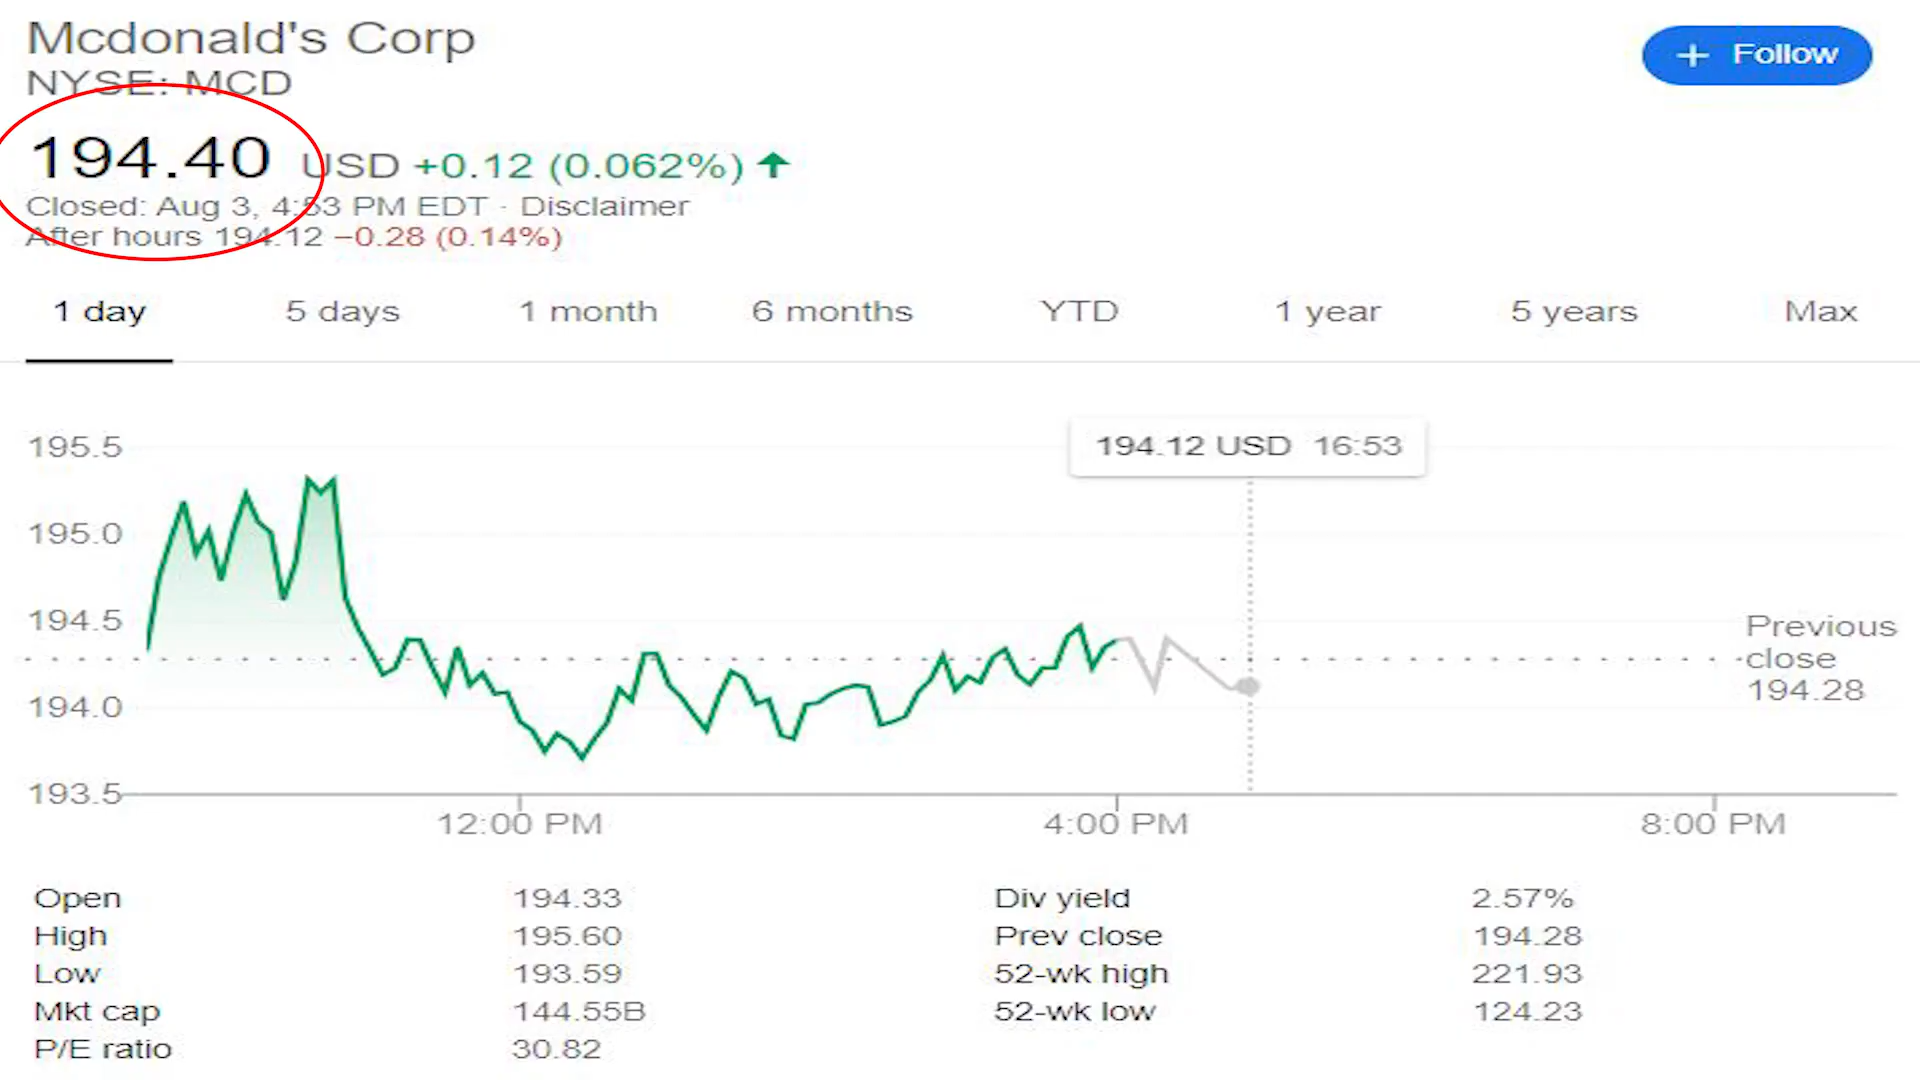 Mcdonald's Corp
+ Follow
NYSE: MCD
194.40 USD +0.12 (0.062%)
Closed: Aug 3, 4:53 PM EDT · Disclaimer
After hours 194.12 −0.28 (0.14%)
1 day 5 days 1 month 6 months YTD 1 year 5 years Max
194.12 USD 16:53
195.5
195.0
194.5
194.0
193.5
Previous
close
194.28
12:00 PM 4:00 PM 8:00 PM
Open 194.33 Div yield 2.57%
High 195.60 Prev close 194.28
Low 193.59 52-wk high 221.93
Mkt cap 144.55B 52-wk low 124.23
P/E ratio 30.82